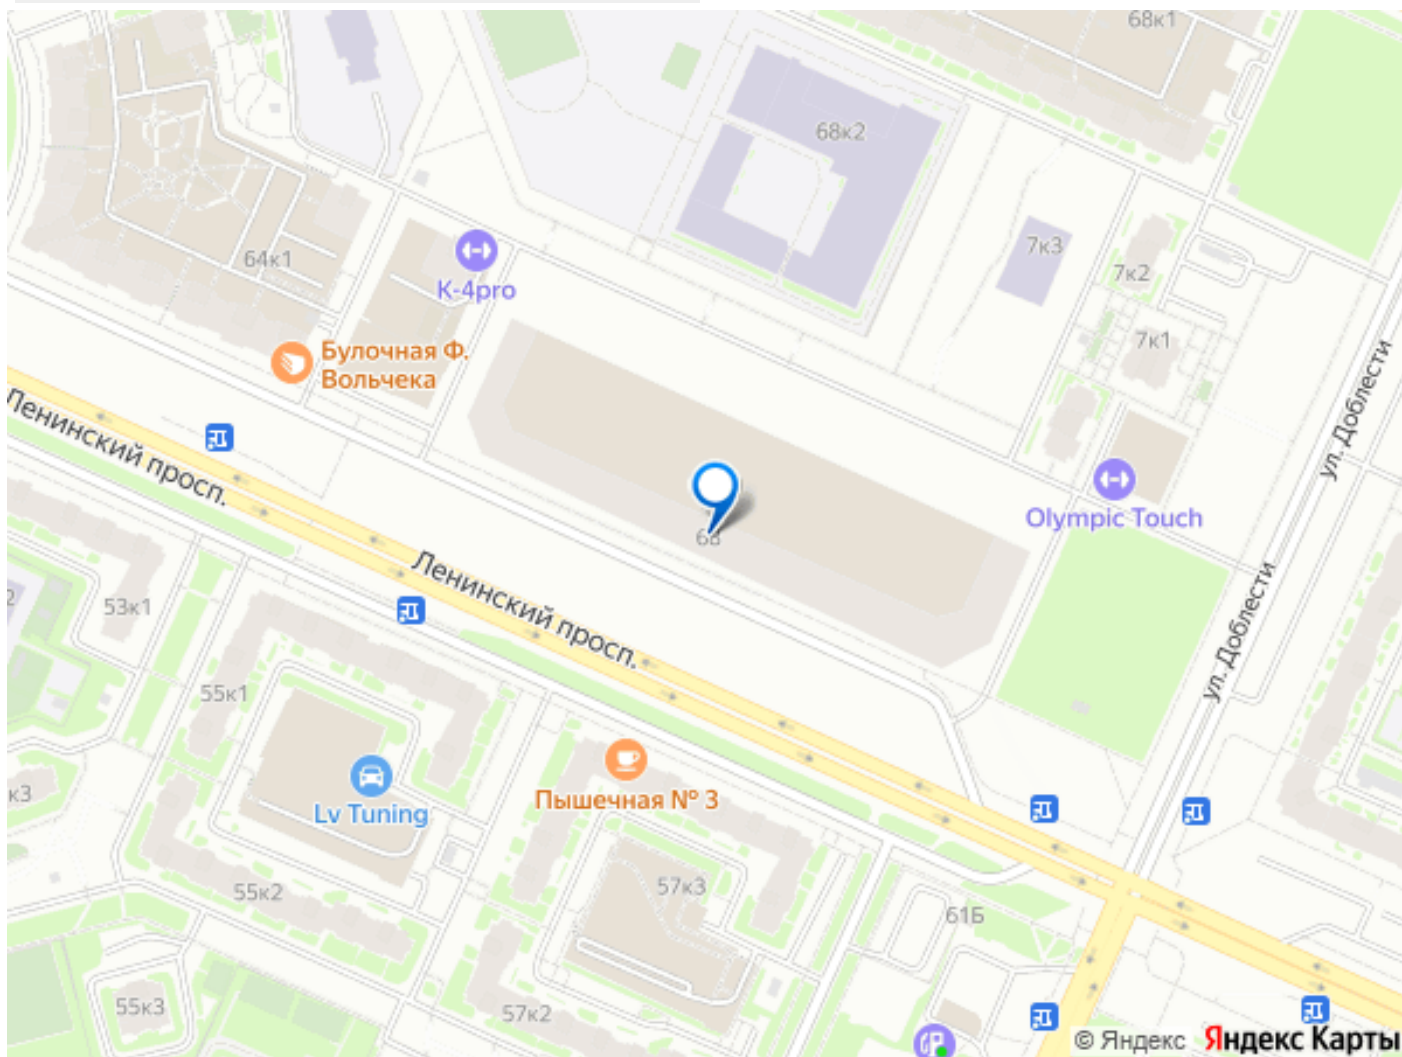 68к1
68к2
7к3
64к1
7к2
K-4pro
7к1
Булочная Ф.
Вольчека
ул. Доблести
Ленинский просп.
Olympic Touch
Ленинский просп.
53к1
ул. Доблести
55к1
к3
Пышечная № 3
Lv Tuning
57к3
55к2
61Б
55к3
57к2
© Яндекс Яндекс Карты